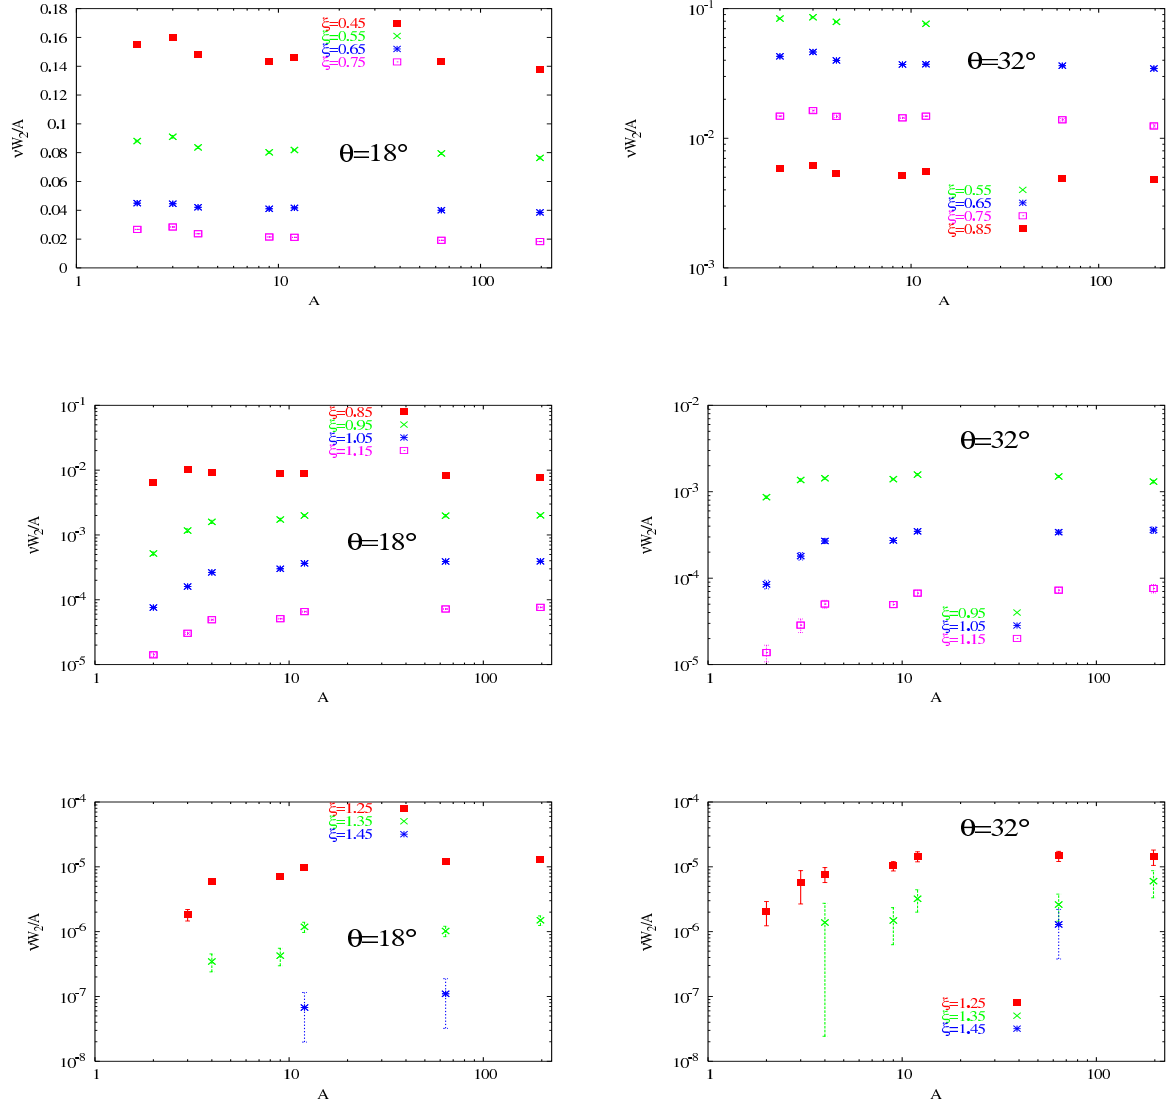 0.18
0.16
0.14
0.12
0.1
0.08
0.06
0.04
0.02
0
νW₂/A
ξ=0.45
ξ=0.55
ξ=0.65
ξ=0.75
θ=18°
1 10 100
A
10⁻¹
10⁻²
10⁻³
νW₂/A
θ=32°
ξ=0.55
ξ=0.65
ξ=0.75
ξ=0.85
1 10 100
A
10⁻¹
10⁻²
10⁻³
10⁻⁴
10⁻⁵
νW₂/A
ξ=0.85
ξ=0.95
ξ=1.05
ξ=1.15
θ=18°
1 10 100
A
10⁻²
10⁻³
10⁻⁴
10⁻⁵
νW₂/A
θ=32°
ξ=0.95
ξ=1.05
ξ=1.15
1 10 100
A
10⁻⁴
10⁻⁵
10⁻⁶
10⁻⁷
10⁻⁸
νW₂/A
ξ=1.25
ξ=1.35
ξ=1.45
θ=18°
1 10 100
A
10⁻⁴
10⁻⁵
10⁻⁶
10⁻⁷
10⁻⁸
νW₂/A
θ=32°
ξ=1.25
ξ=1.35
ξ=1.45
1 10 100
A